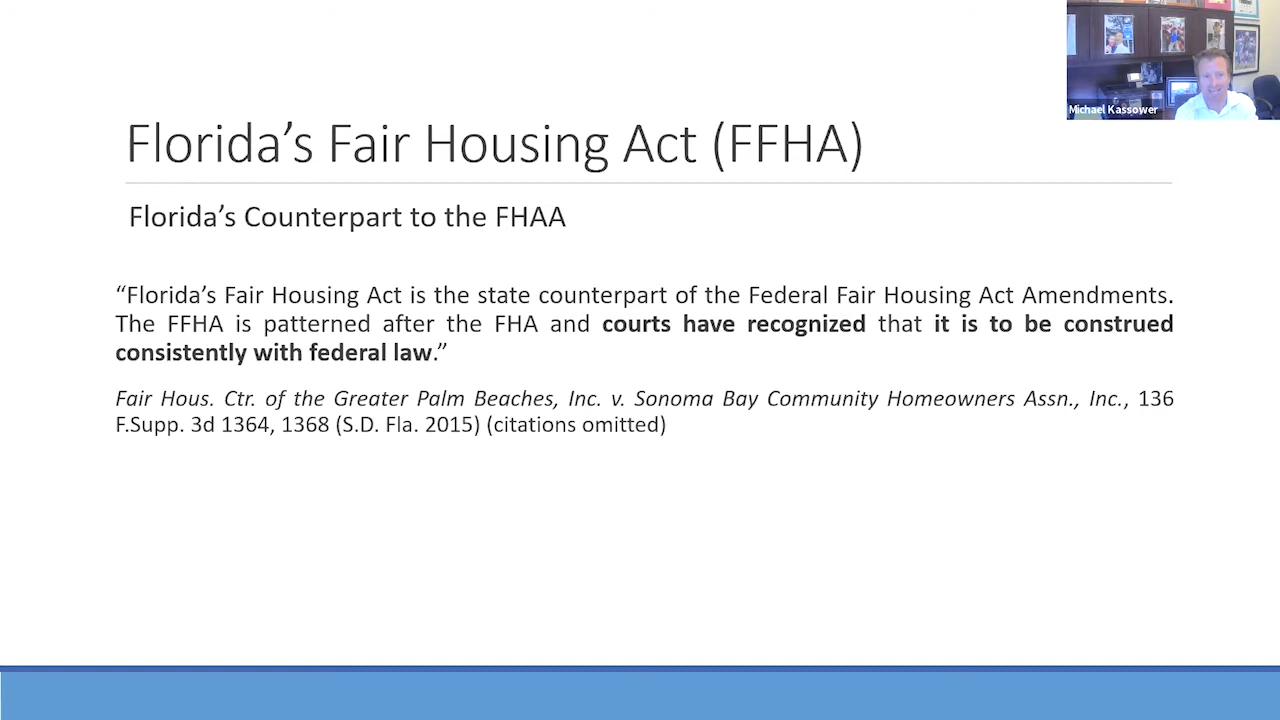 Michael Kassower
Florida’s Fair Housing Act (FFHA)
Florida’s Counterpart to the FHAA
“Florida’s Fair Housing Act is the state counterpart of the Federal Fair Housing Act Amendments.
The FFHA is patterned after the FHA and courts have recognized that it is to be construed
consistently with federal law.”
Fair Hous. Ctr. of the Greater Palm Beaches, Inc. v. Sonoma Bay Community Homeowners Assn., Inc., 136
F.Supp. 3d 1364, 1368 (S.D. Fla. 2015) (citations omitted)